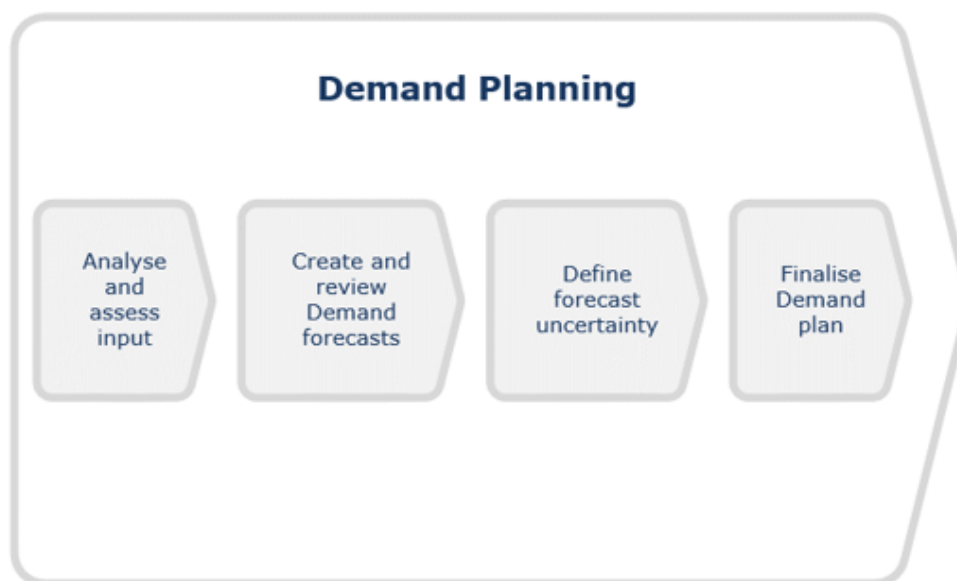 Demand Planning
Analyse
and
assess
input
Create and
review
Demand
forecasts
Define
forecast
uncertainty
Finalise
Demand
plan